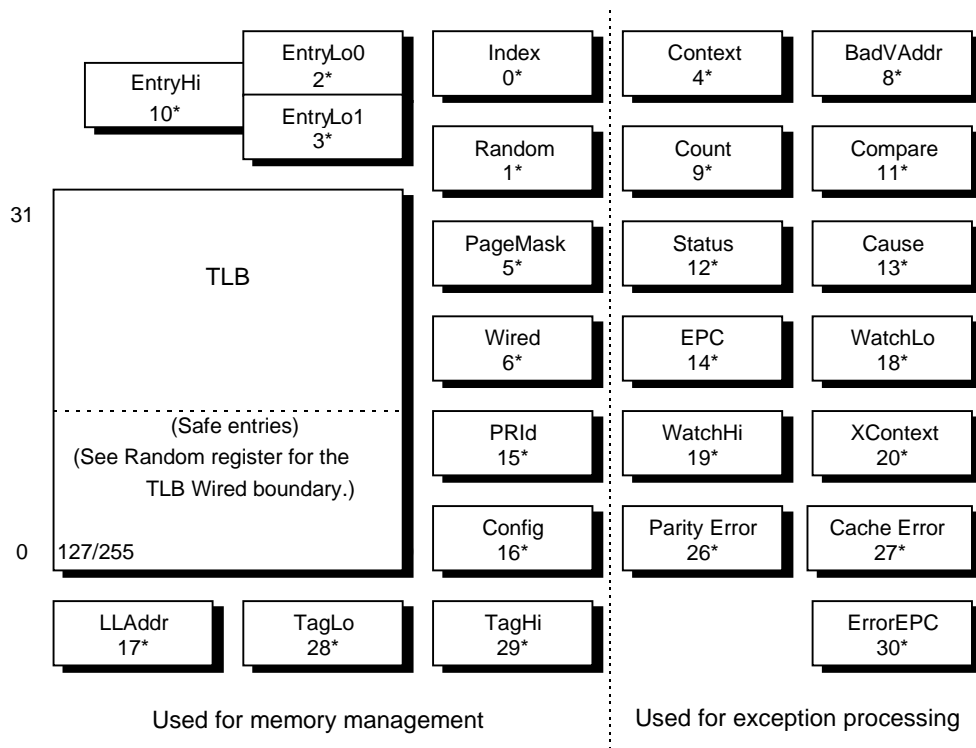 EntryLo0
2*
EntryHi
10*
EntryLo1
3*
Index
0*
Context
4*
BadVAddr
8*
Random
1*
Count
9*
Compare
11*
31
TLB
PageMask
5*
Status
12*
Cause
13*
Wired
6*
EPC
14*
WatchLo
18*
(Safe entries)
(See Random register for the
TLB Wired boundary.)
PRId
15*
WatchHi
19*
XContext
20*
0
127/255
Config
16*
Parity Error
26*
Cache Error
27*
LLAddr
17*
TagLo
28*
TagHi
29*
ErrorEPC
30*
Used for memory management
Used for exception processing